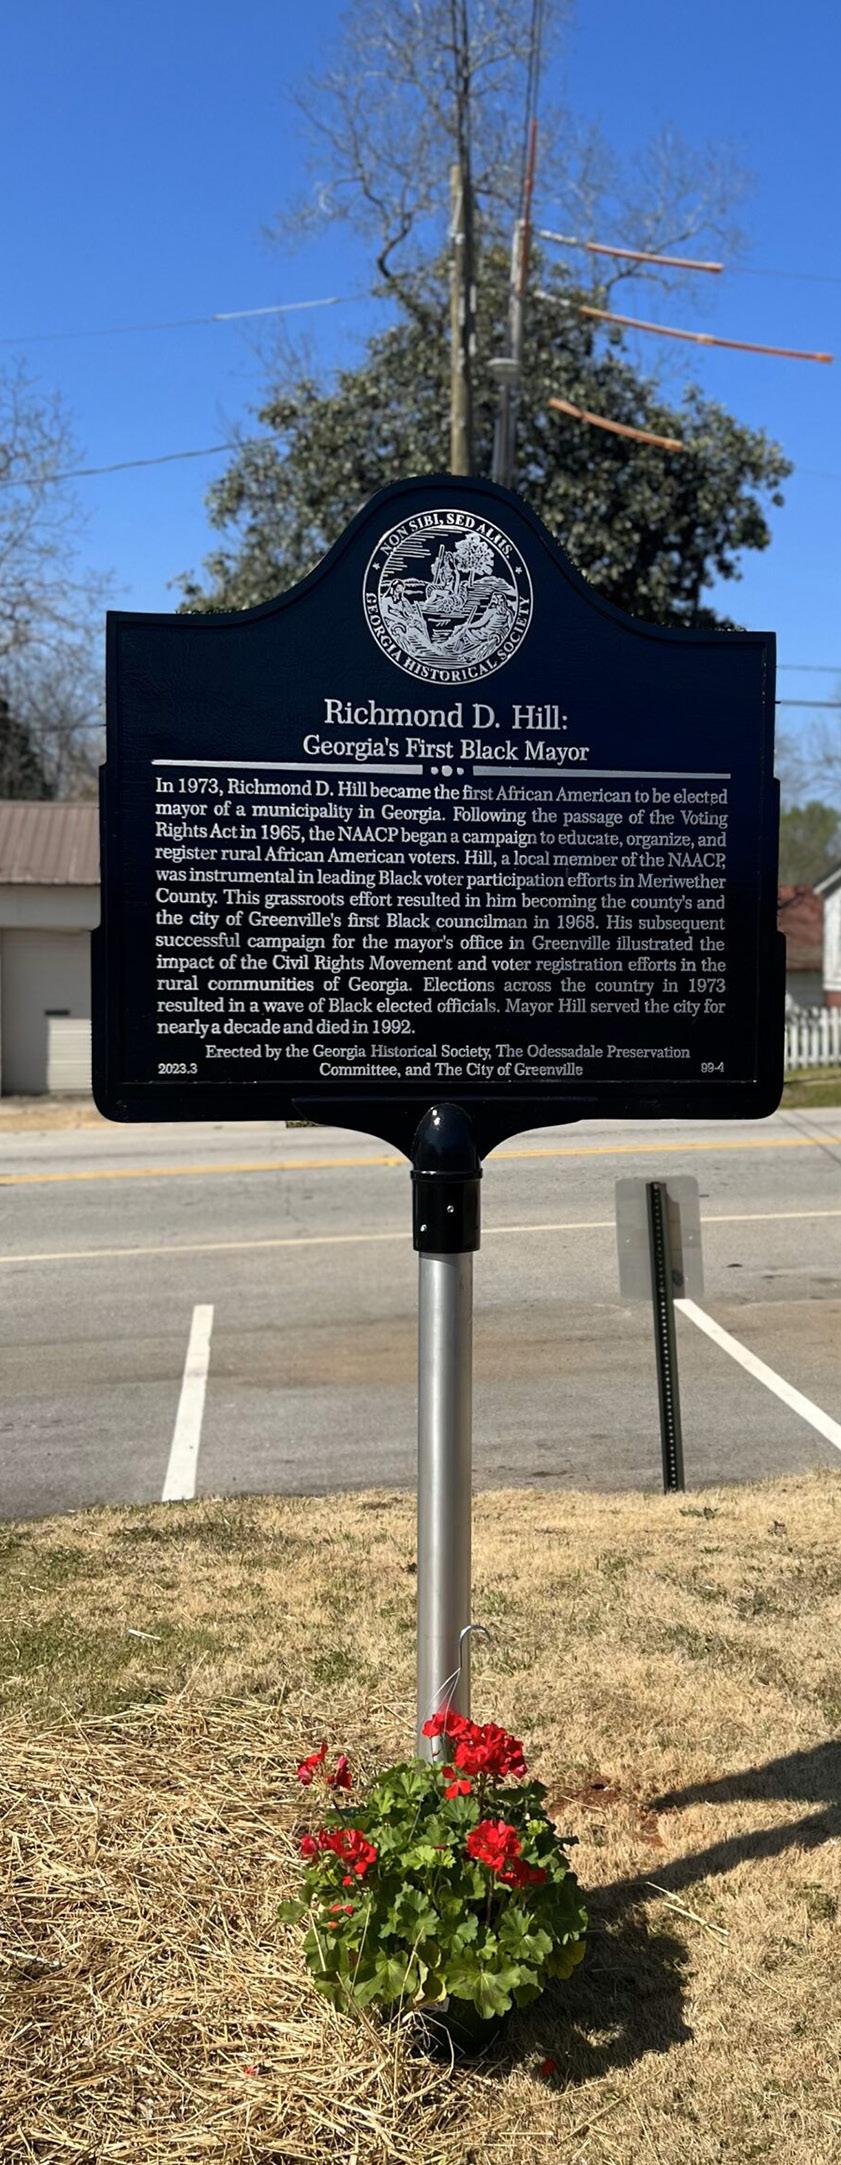 NON SIBI, SED ALIIS
GEORGIA HISTORICAL SOCIETY
Richmond D. Hill:
Georgia's First Black Mayor
In 1973, Richmond D. Hill became the first African American to be elected
mayor of a municipality in Georgia. Following the passage of the Voting
Rights Act in 1965, the NAACP began a campaign to educate, organize, and
register rural African American voters. Hill, a local member of the NAACP,
was instrumental in leading Black voter participation efforts in Meriwether
County. This grassroots effort resulted in him becoming the county's and
the city of Greenville's first Black councilman in 1968. His subsequent
successful campaign for the mayor's office in Greenville illustrated the
impact of the Civil Rights Movement and voter registration efforts in the
rural communities of Georgia. Elections across the country in 1973
resulted in a wave of Black elected officials. Mayor Hill served the city for
nearly a decade and died in 1992.
Erected by the Georgia Historical Society, The Odessadale Preservation
2023.3 Committee, and The City of Greenville 99-4